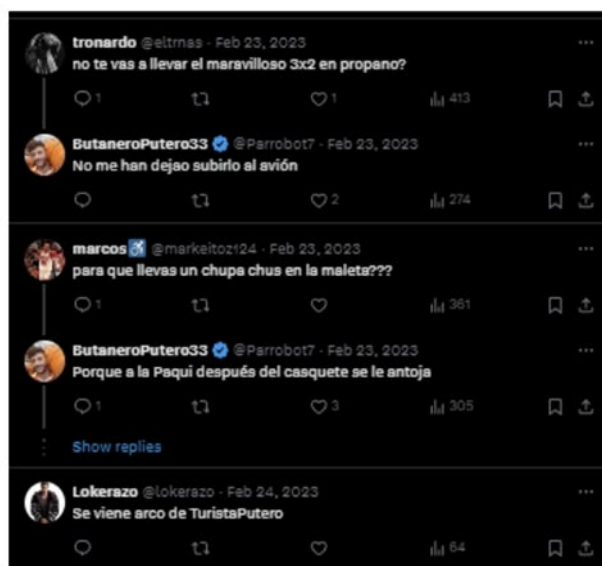 tronardo @eltrnas · Feb 23, 2023
no te vas a llevar el maravilloso 3x2 en propano?
1 1 413
ButaneroPutero33 @Parrobot7 · Feb 23, 2023
No me han dejao subirlo al avión
2 274
marcos♿ @markeitoz124 · Feb 23, 2023
para que llevas un chupa chus en la maleta???
1 361
ButaneroPutero33 @Parrobot7 · Feb 23, 2023
Porque a la Paqui después del casquete se le antoja
1 3 305
Show replies
Lokerazo @lokerazo · Feb 24, 2023
Se viene arco de TuristaPutero
64